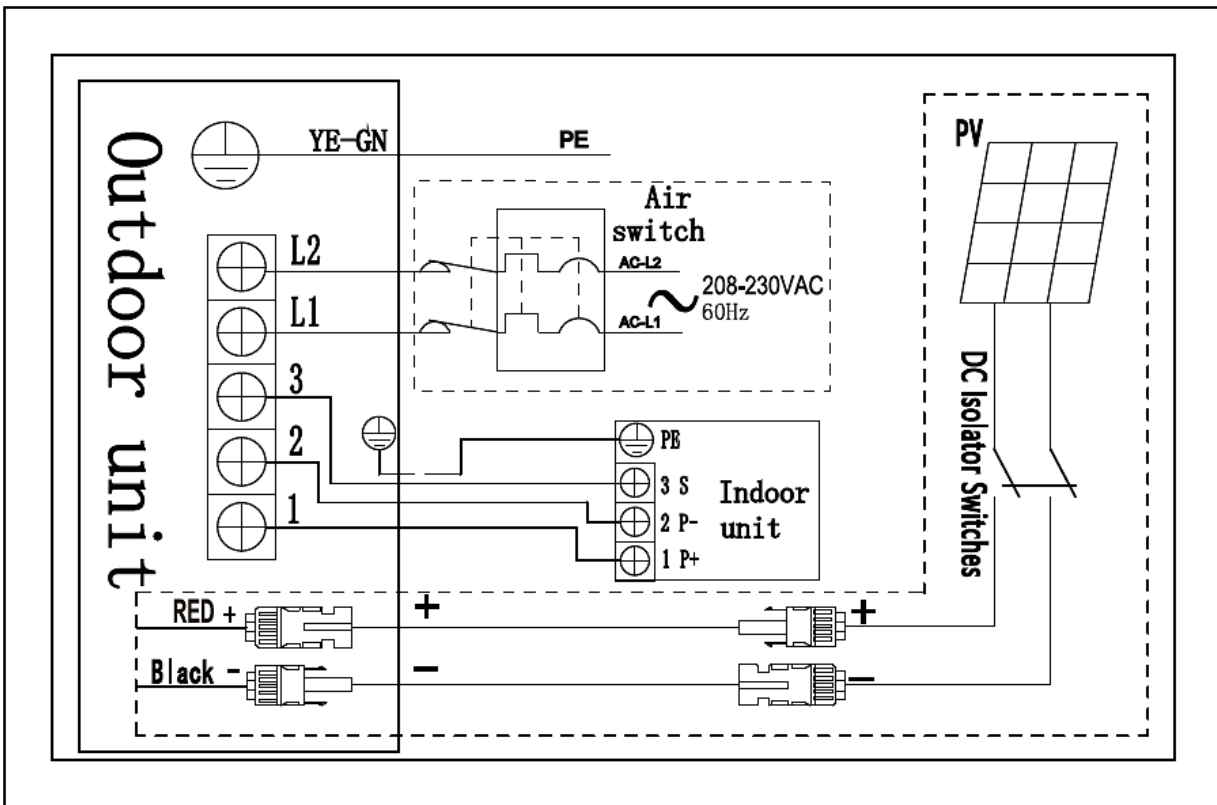 Outdoor unit
YE-GN
PE
L2
L1
3
2
1
Air
switch
AC-L2
AC-L1
208-230VAC
60Hz
PE
3 S
2 P-
1 P+
Indoor
unit
PV
DC Isolator Switches
RED +
+
+
Black -
−
−